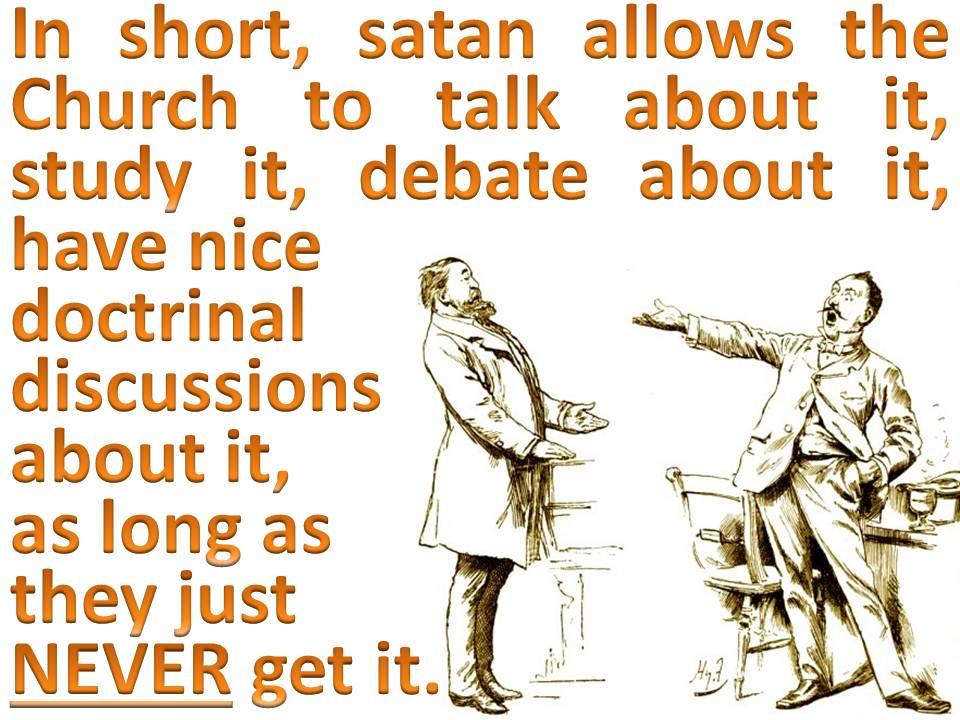 In short, satan allows the
Church to talk about it,
study it, debate about it,
have nice
doctrinal
discussions
about it,
as long as
they just
NEVER get it.